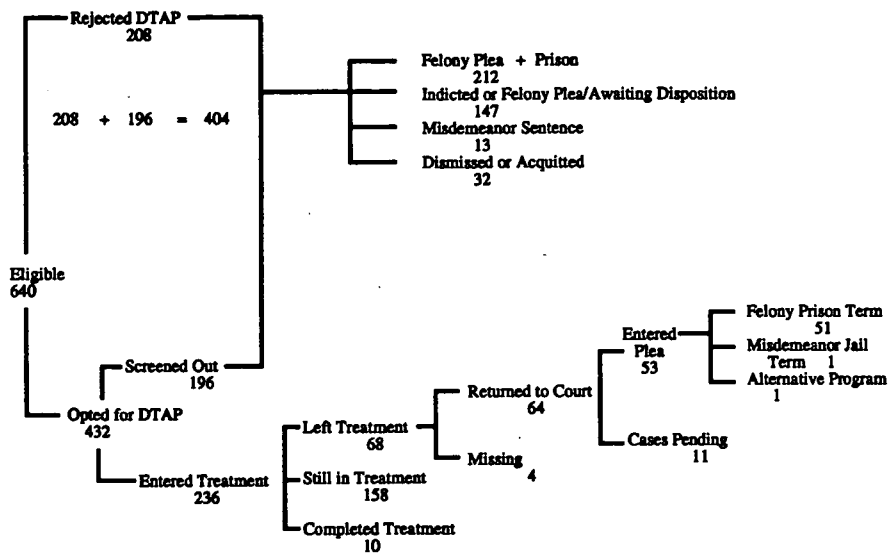 Rejected DTAP
208
208 + 196 = 404
Felony Plea + Prison
212
Indicted or Felony Plea/Awaiting Disposition
147
Misdemeanor Sentence
13
Dismissed or Acquitted
32
Eligible
640
Screened Out
196
Opted for DTAP
432
Entered Treatment
236
Left Treatment
68
Still in Treatment
158
Completed Treatment
10
Returned to Court
64
Missing
4
Entered
Plea
53
Cases Pending
11
Felony Prison Term
51
Misdemeanor Jail
Term 1
Alternative Program
1